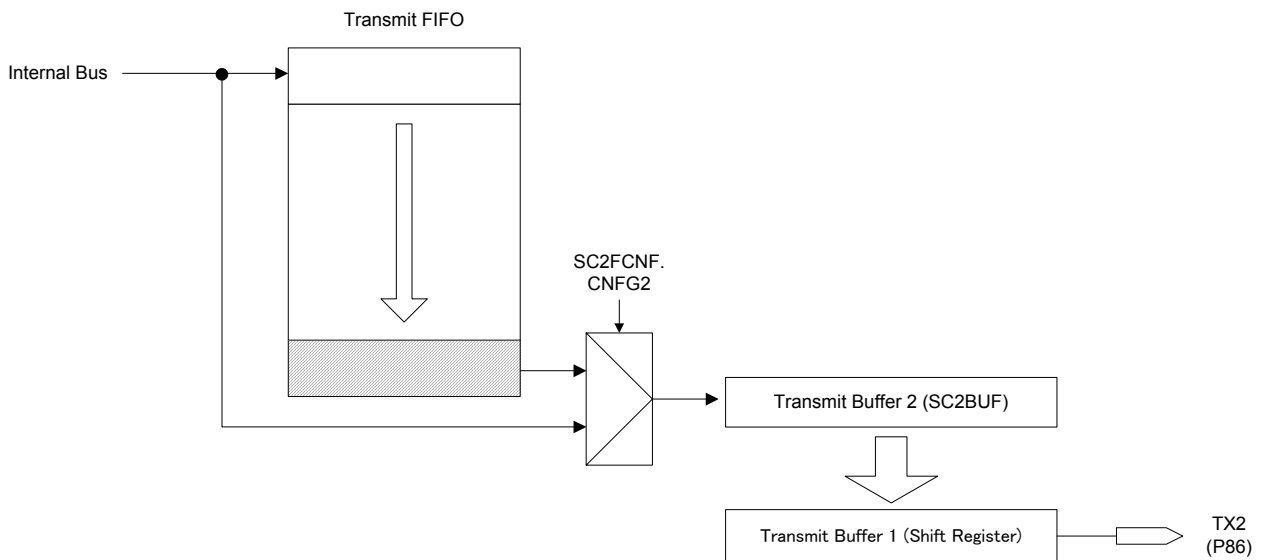 Transmit FIFO
Internal Bus
SC2FCNF.
CNFG2
Transmit Buffer 2 (SC2BUF)
Transmit Buffer 1 (Shift Register)
TX2
(P86)